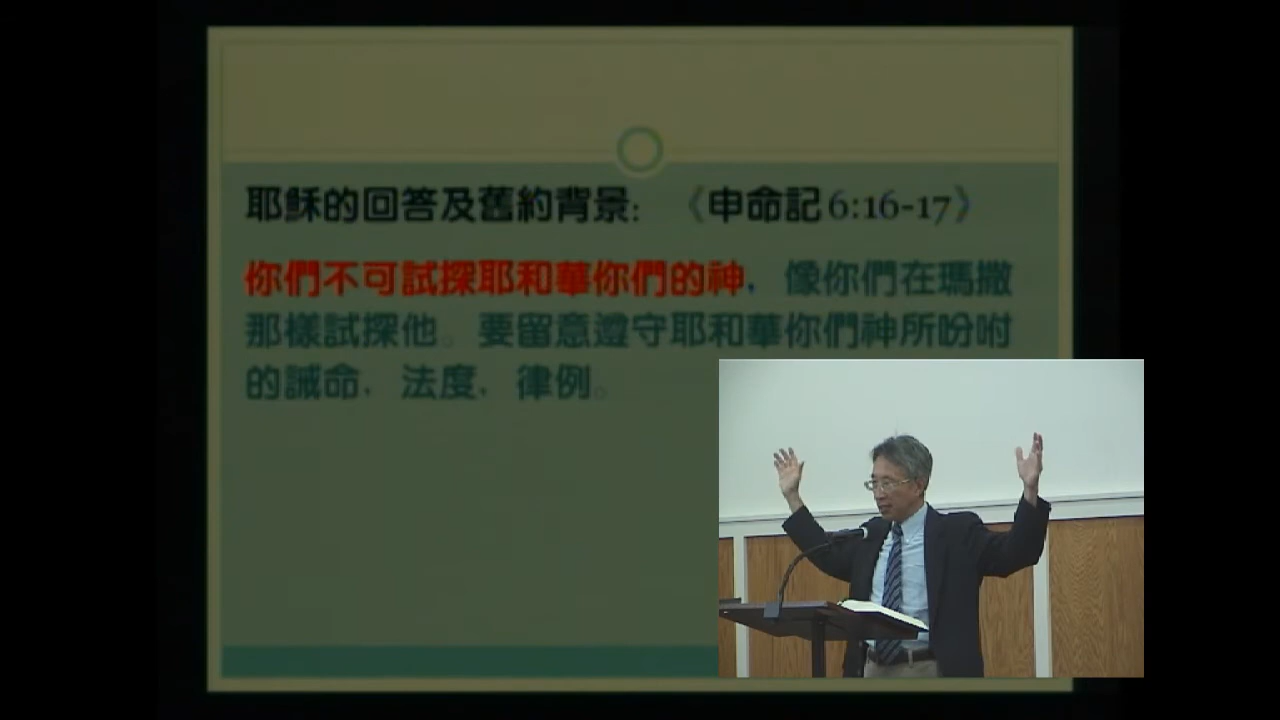 耶穌的回答及舊約背景： 《申命記 6:16-17》
你們不可試探耶和華你們的神，像你們在瑪撒
那樣試探他。要留意遵守耶和華你們神所吩咐
的誡命，法度，律例。